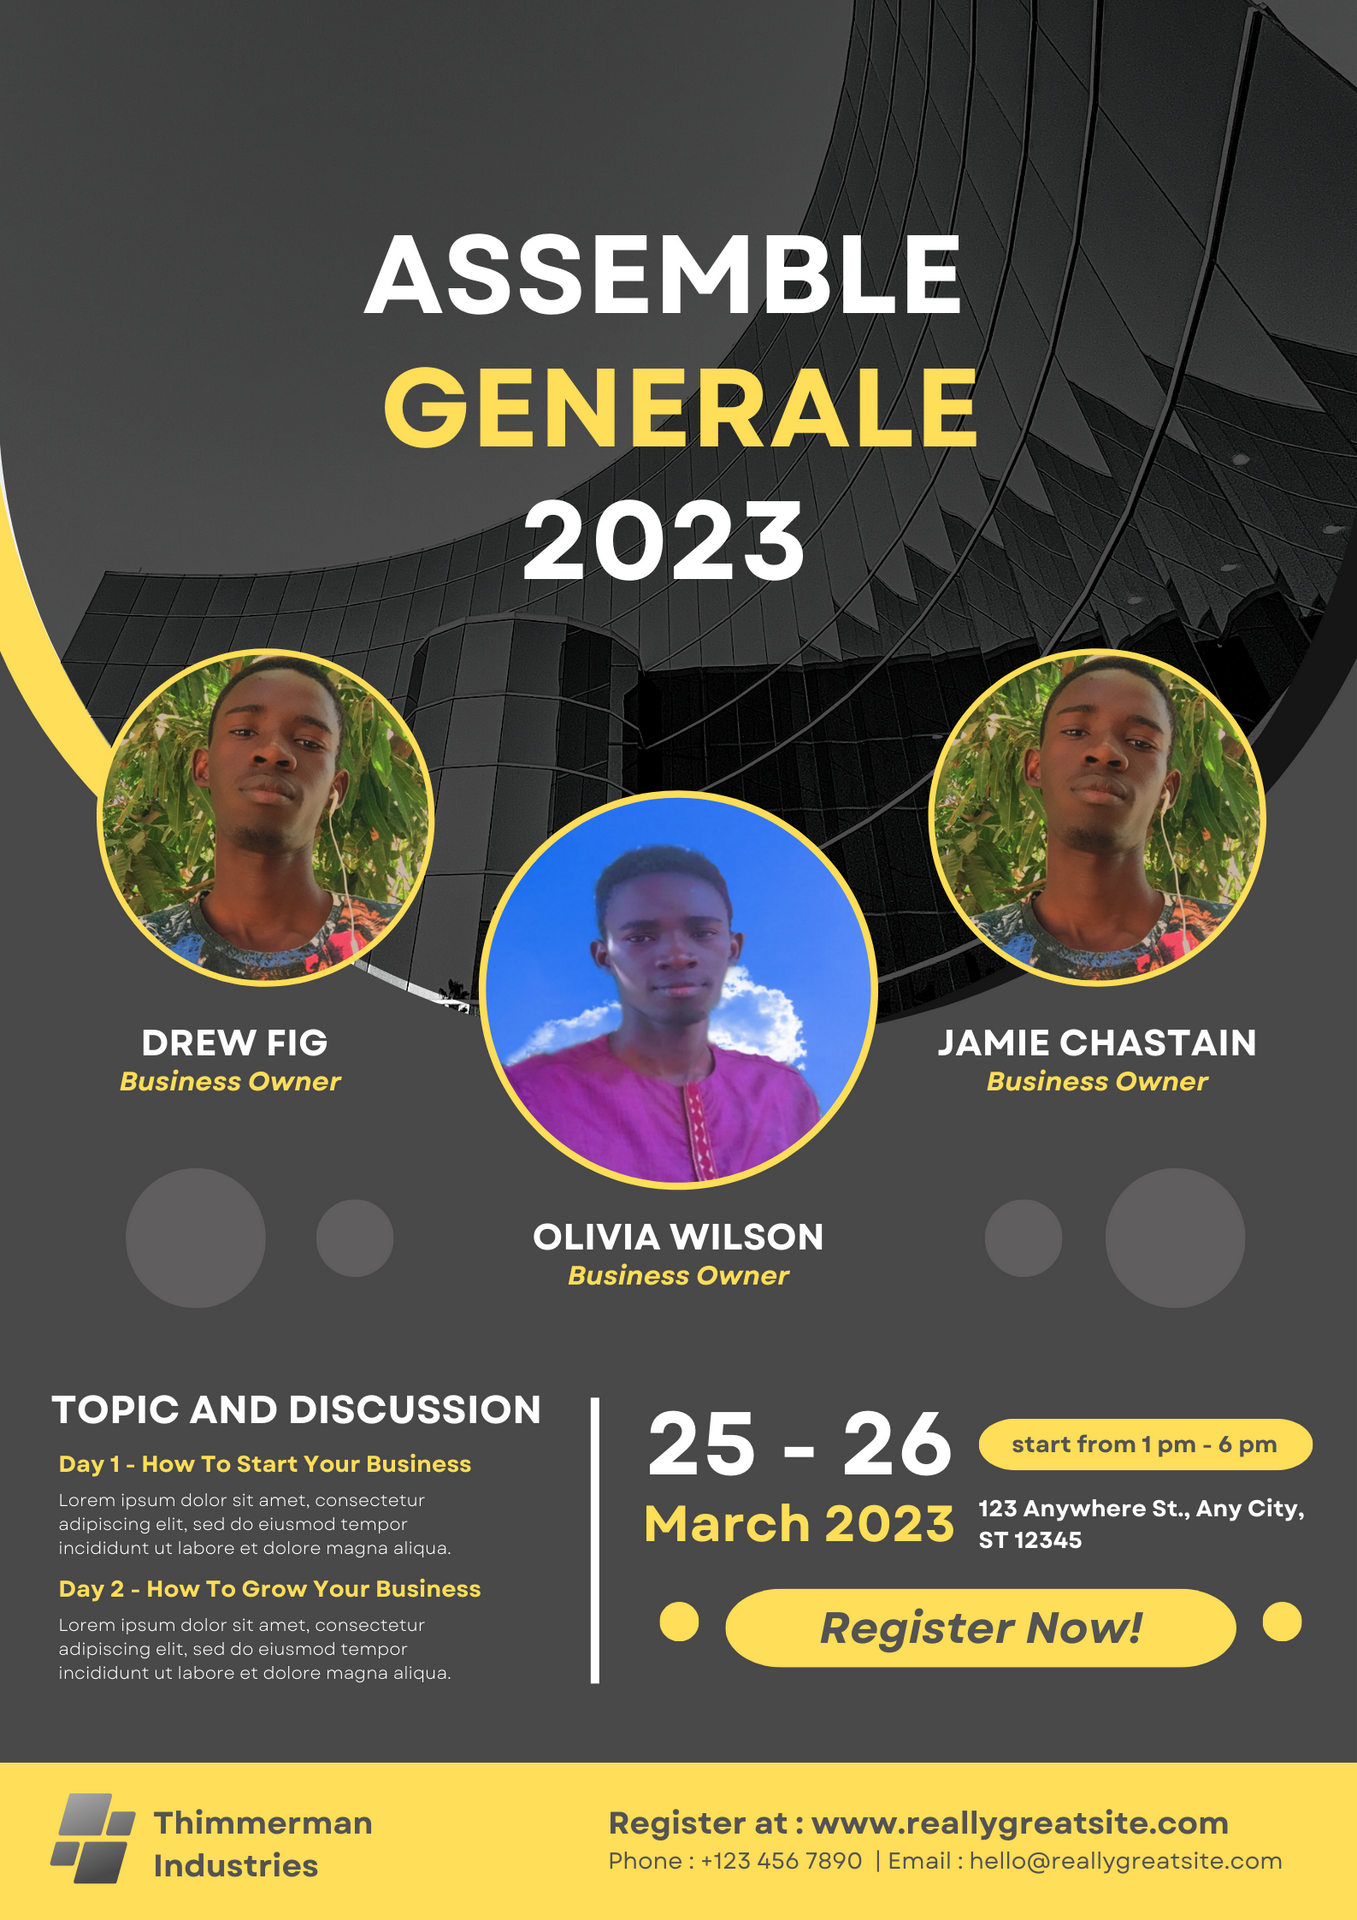 ASSEMBLE
GENERALE
2023
DREW FIG
Business Owner
JAMIE CHASTAIN
Business Owner
OLIVIA WILSON
Business Owner
TOPIC AND DISCUSSION
Day 1 - How To Start Your Business
Lorem ipsum dolor sit amet, consectetur
adipiscing elit, sed do eiusmod tempor
incididunt ut labore et dolore magna aliqua.
Day 2 - How To Grow Your Business
Lorem ipsum dolor sit amet, consectetur
adipiscing elit, sed do eiusmod tempor
incididunt ut labore et dolore magna aliqua.
25 - 26
March 2023
start from 1 pm - 6 pm
123 Anywhere St., Any City,
ST 12345
Register Now!
Thimmerman
Industries
Register at : www.reallygreatsite.com
Phone : +123 456 7890 | Email : hello@reallygreatsite.com